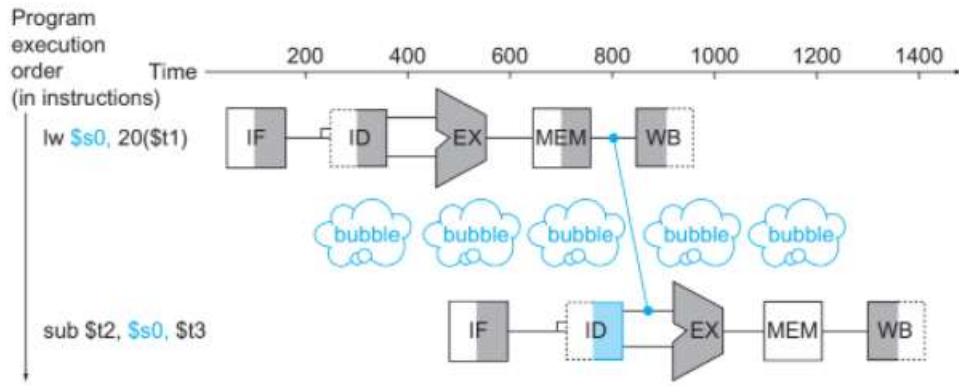 Program
execution
order
(in instructions)
Time
200 400 600 800 1000 1200 1400
lw $s0, 20($t1)
IF ID EX MEM WB
bubble bubble bubble bubble bubble
sub $t2, $s0, $t3
IF ID EX MEM WB